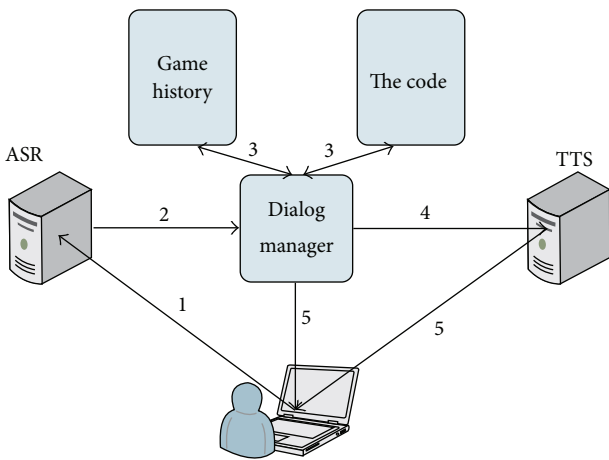 Game
history
The code
ASR
3
3
TTS
2
Dialog
manager
4
1
5
5